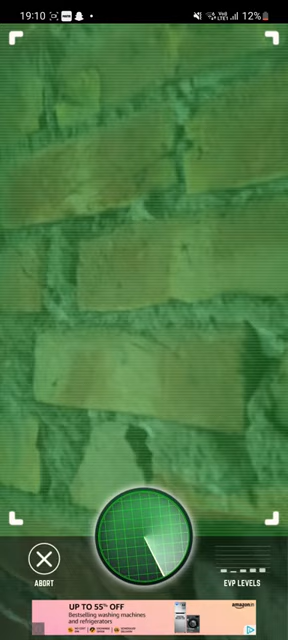 19:10 12%
ABORT
EVP LEVELS
UP TO 55% OFF
Bestselling washing machines
and refrigerators
amazon.in